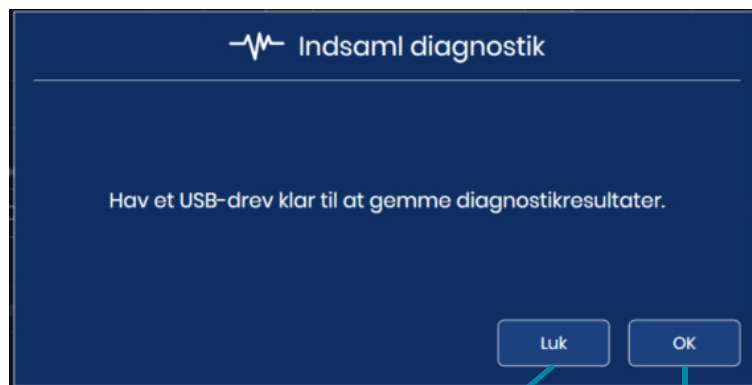 Indsaml diagnostik
Hav et USB-drev klar til at gemme diagnostikresultater.
Luk
OK